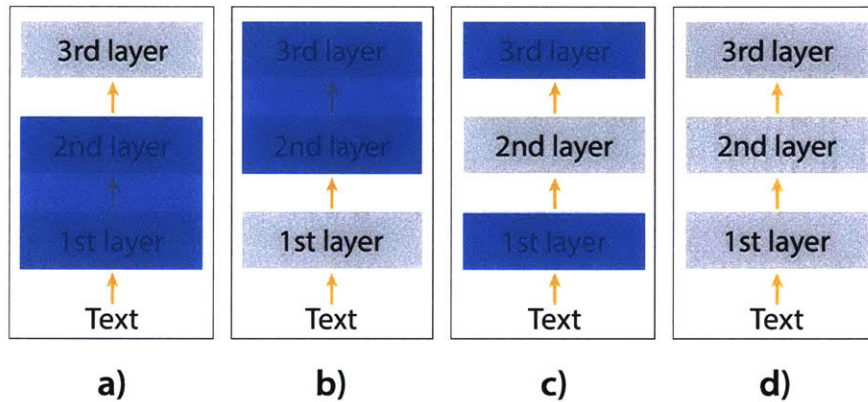 3rd layer
2nd layer
1st layer
Text
a)
3rd layer
2nd layer
1st layer
Text
b)
3rd layer
2nd layer
1st layer
Text
c)
3rd layer
2nd layer
1st layer
Text
d)